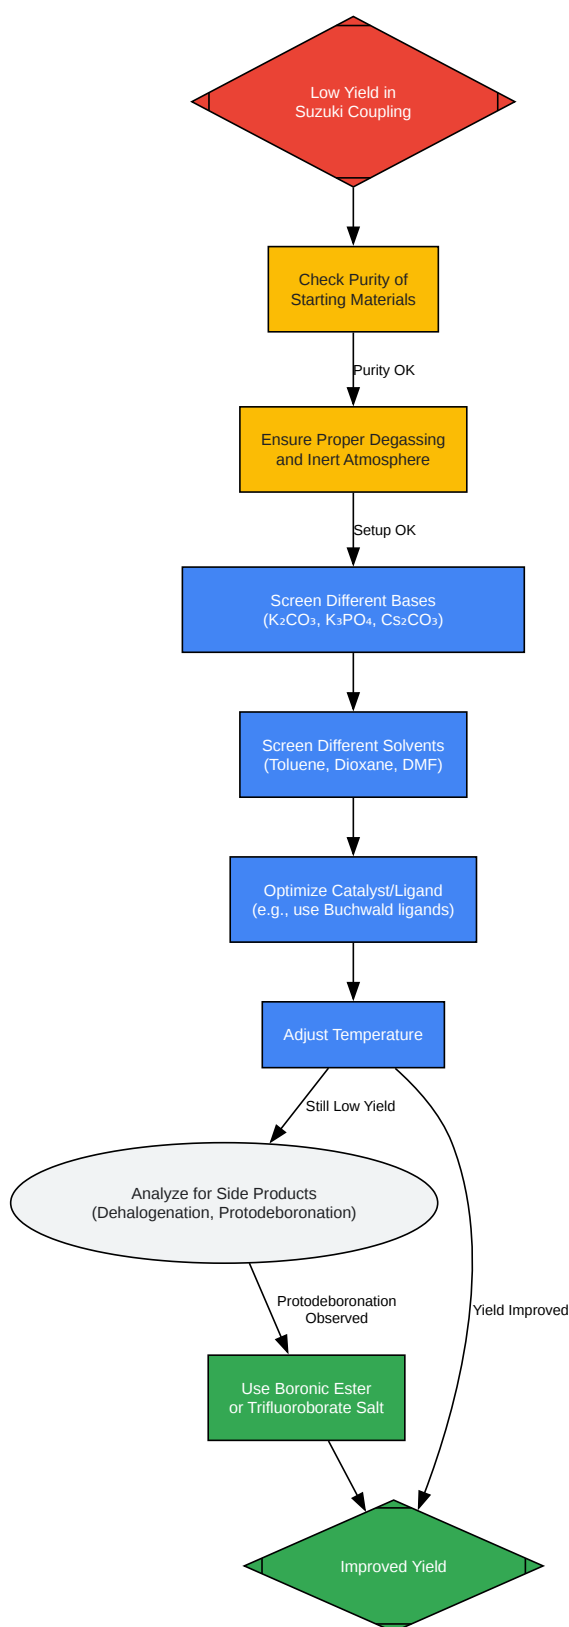 Low Yield in
Suzuki Coupling
Check Purity of
Starting Materials
Purity OK
Ensure Proper Degassing
and Inert Atmosphere
Setup OK
Screen Different Bases
(K₂CO₃, K₃PO₄, Cs₂CO₃)
Screen Different Solvents
(Toluene, Dioxane, DMF)
Optimize Catalyst/Ligand
(e.g., use Buchwald ligands)
Adjust Temperature
Still Low Yield
Analyze for Side Products
(Dehalogenation, Protodeboronation)
Protodeboronation
Observed
Yield Improved
Use Boronic Ester
or Trifluoroborate Salt
Improved Yield